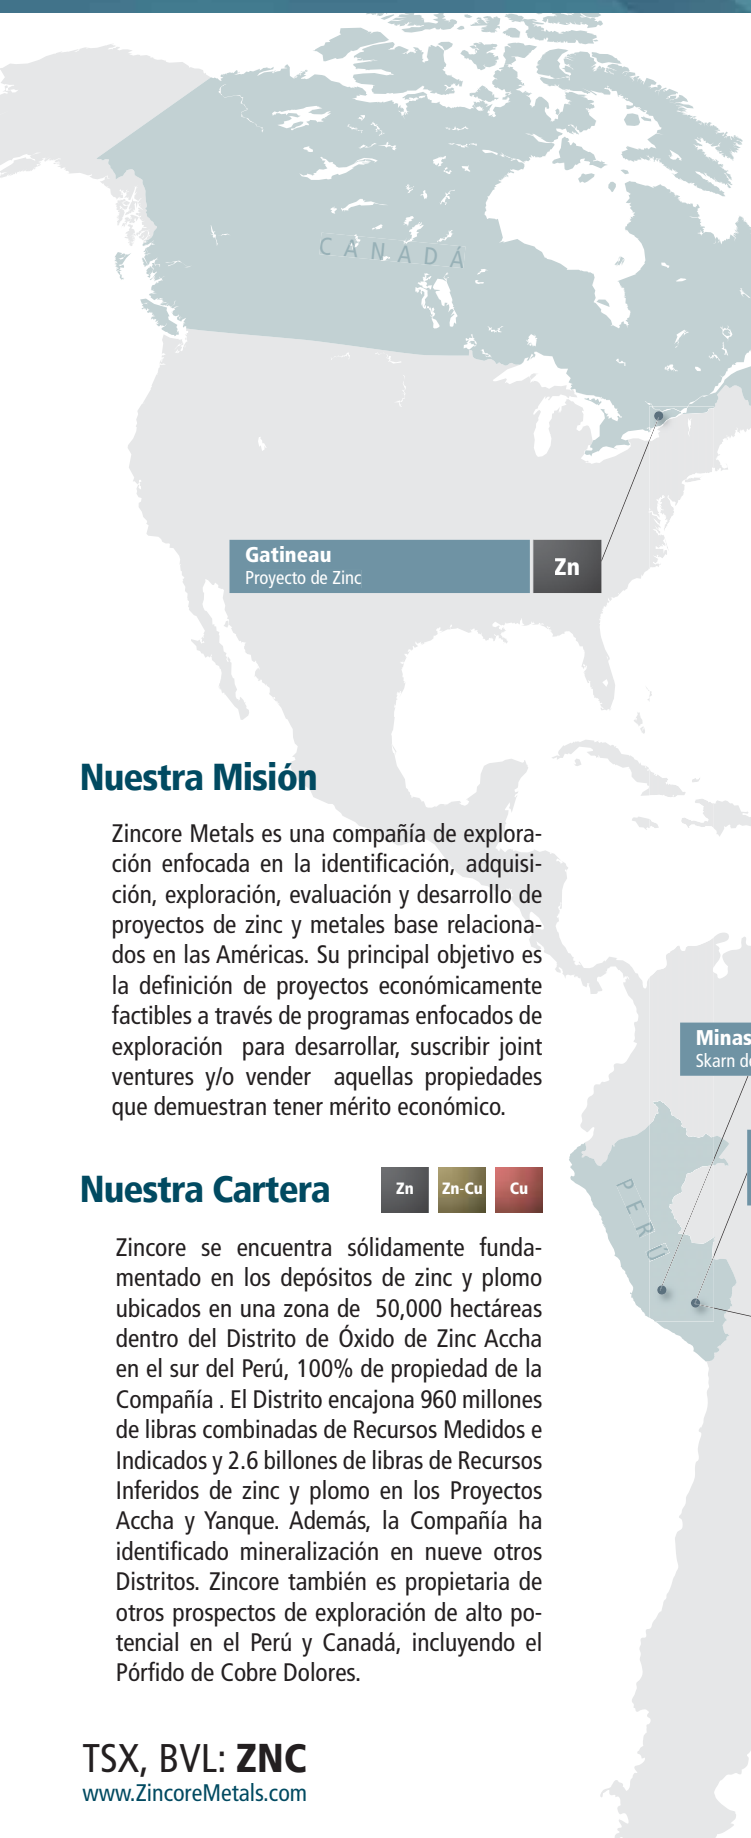 CANADÁ
Gatineau
Proyecto de Zinc
Zn
Nuestra Misión
Zincore Metals es una compañía de explora-
ción enfocada en la identificación, adquisi-
ción, exploración, evaluación y desarrollo de
proyectos de zinc y metales base relaciona-
dos en las Américas. Su principal objetivo es
la definición de proyectos económicamente
factibles a través de programas enfocados de
exploración para desarrollar, suscribir joint
ventures y/o vender aquellas propiedades
que demuestran tener mérito económico.
Minas
Skarn de
PERÚ
Nuestra Cartera
Zn
Zn-Cu
Cu
Zincore se encuentra sólidamente funda-
mentado en los depósitos de zinc y plomo
ubicados en una zona de 50,000 hectáreas
dentro del Distrito de Óxido de Zinc Accha
en el sur del Perú, 100% de propiedad de la
Compañía . El Distrito encajona 960 millones
de libras combinadas de Recursos Medidos e
Indicados y 2.6 billones de libras de Recursos
Inferidos de zinc y plomo en los Proyectos
Accha y Yanque. Además, la Compañía ha
identificado mineralización en nueve otros
Distritos. Zincore también es propietaria de
otros prospectos de exploración de alto po-
tencial en el Perú y Canadá, incluyendo el
Pórfido de Cobre Dolores.
TSX, BVL: ZNC
www.ZincoreMetals.com